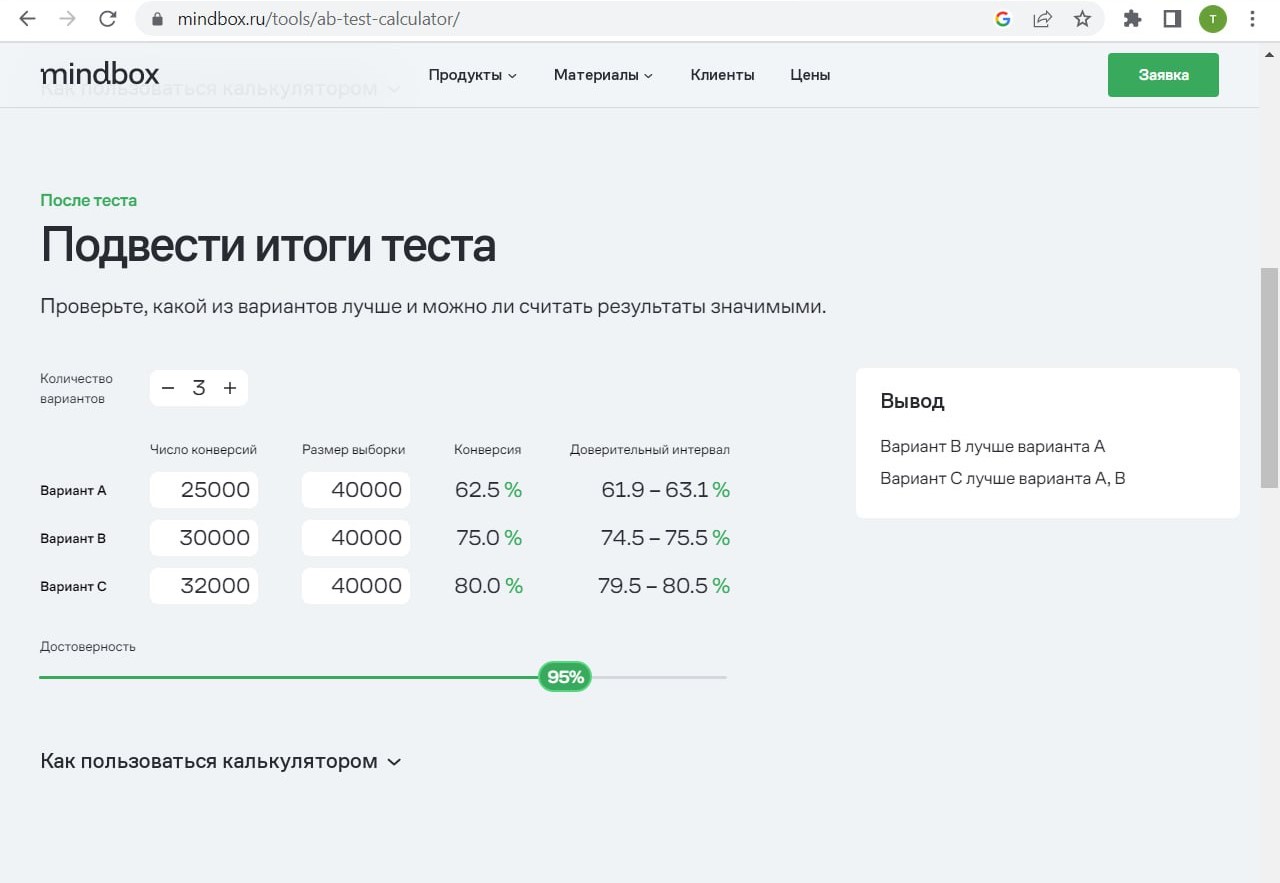 mindbox.ru/tools/ab-test-calculator/
T
mindbox
Продукты
Материалы
Клиенты
Цены
Заявка
Как пользоваться калькулятором
После теста
Подвести итоги теста
Проверьте, какой из вариантов лучше и можно ли считать результаты значимыми.
Количество
вариантов
− 3 +
Число конверсий Размер выборки Конверсия Доверительный интервал
Вариант A 25000 40000 62.5 % 61.9 – 63.1 %
Вариант B 30000 40000 75.0 % 74.5 – 75.5 %
Вариант C 32000 40000 80.0 % 79.5 – 80.5 %
Достоверность
95%
Вывод
Вариант B лучше варианта A
Вариант C лучше варианта A, B
Как пользоваться калькулятором